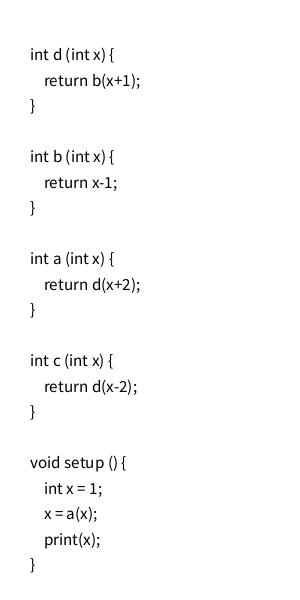 int d (int x) {
return b(x+1);
}
int b (int x) {
return x-1;
}
int a (int x) {
return d(x+2);
}
int c (int x) {
return d(x-2);
}
void setup () {
int x = 1;
x = a(x);
print(x);
}